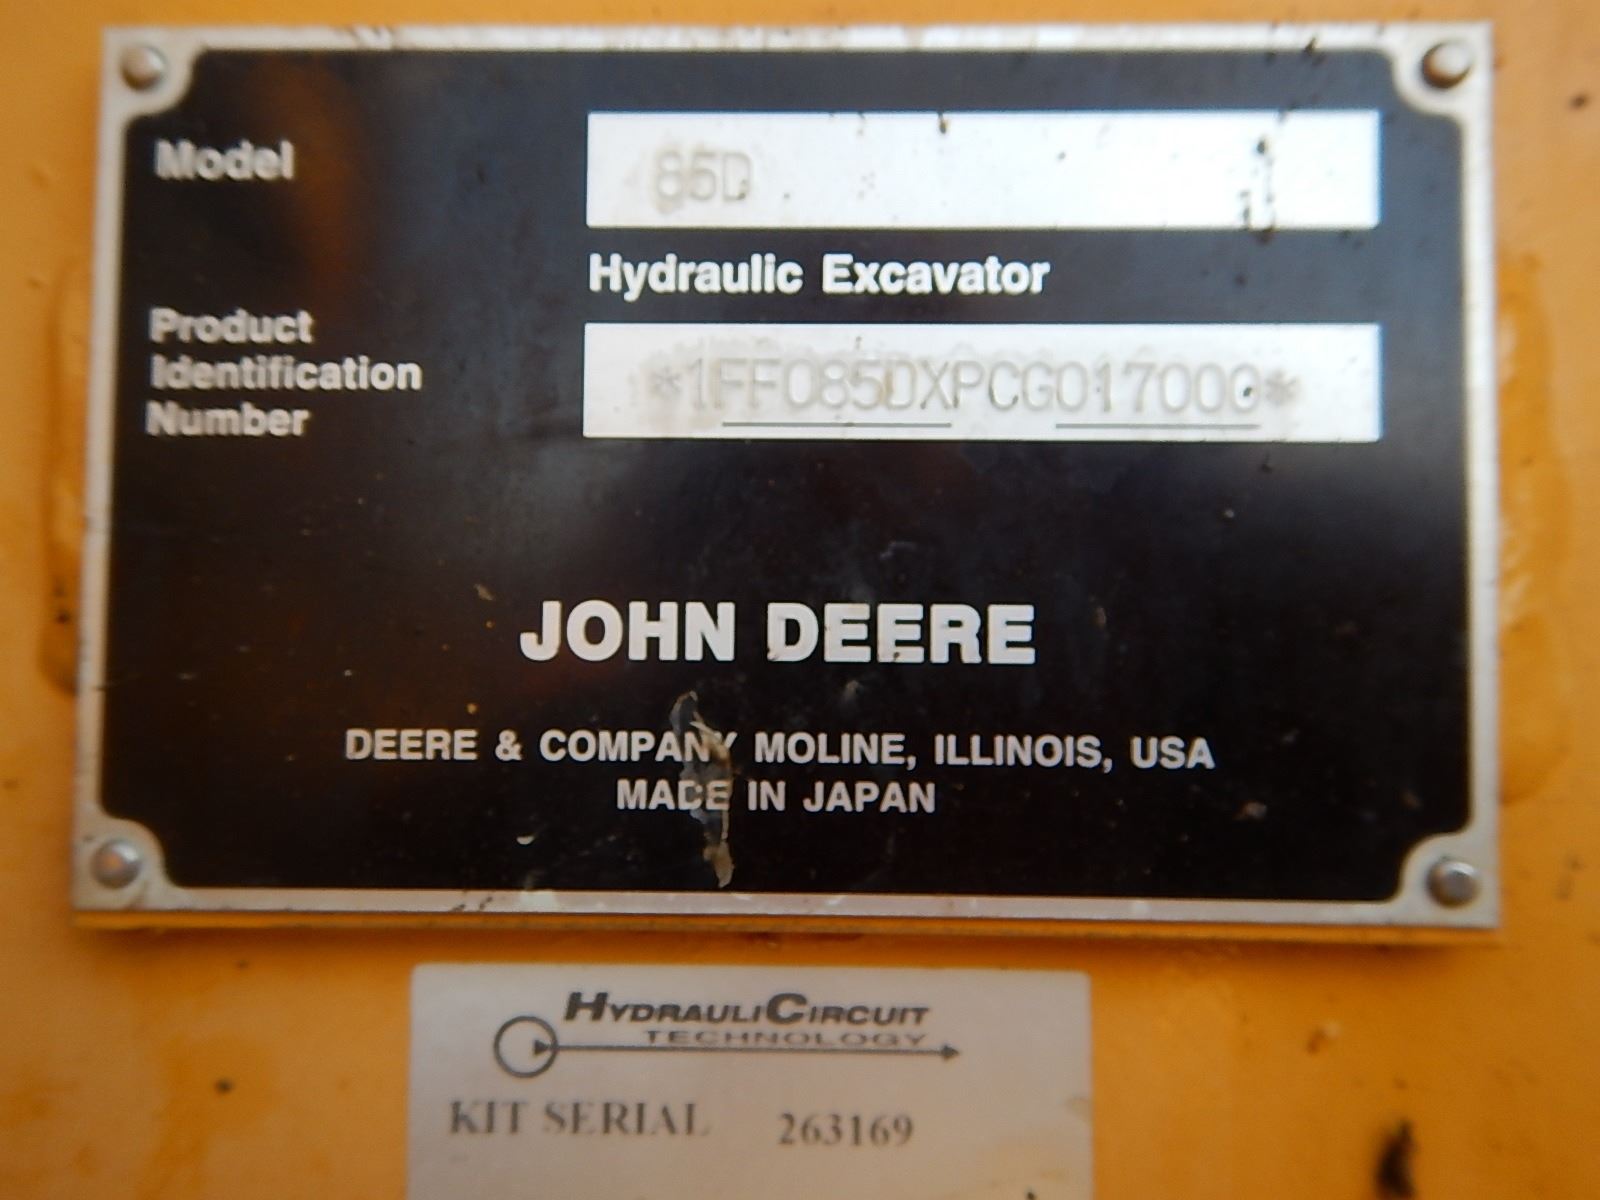 Model 85D
Hydraulic Excavator
Product
Identification
Number
*1FF085DXPCG017000*
JOHN DEERE
DEERE & COMPANY MOLINE, ILLINOIS, USA
MADE IN JAPAN
HYDRAULICIRCUIT
TECHNOLOGY
KIT SERIAL 263169